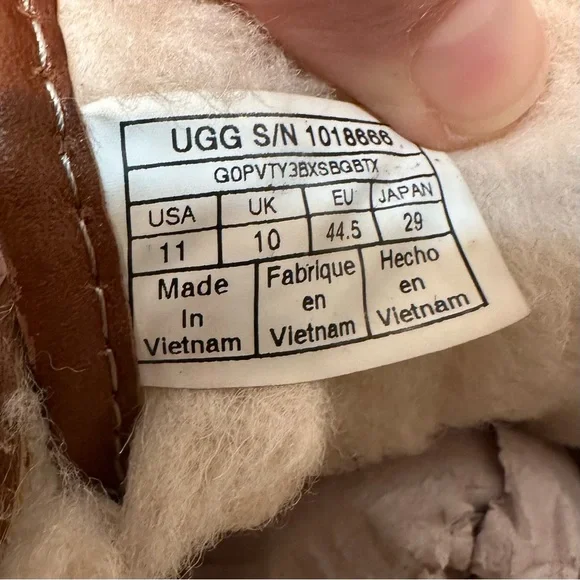 UGG S/N 1018666
G0PVTY3BXSBGBTX
USA UK EU JAPAN
11 10 44.5 29
Made In Vietnam
Fabrique en Vietnam
Hecho en Vietnam